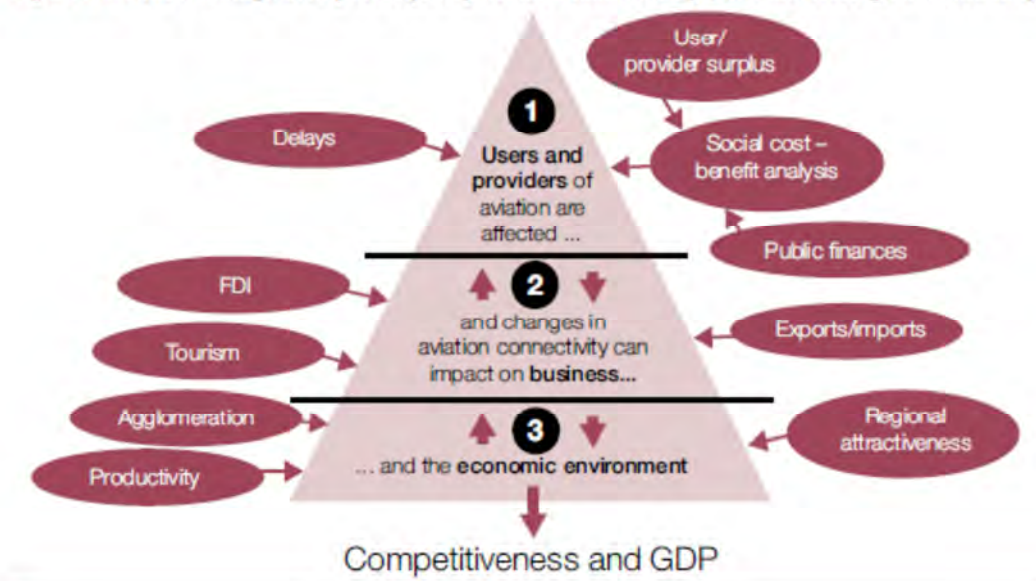 User/
provider surplus
1
Delays
Social cost –
benefit analysis
Users and
providers of
aviation are
affected ...
Public finances
FDI
2
and changes in
aviation connectivity can
impact on business...
Exports/imports
Tourism
Agglomeration
3
Regional
attractiveness
... and the economic environment
Productivity
Competitiveness and GDP